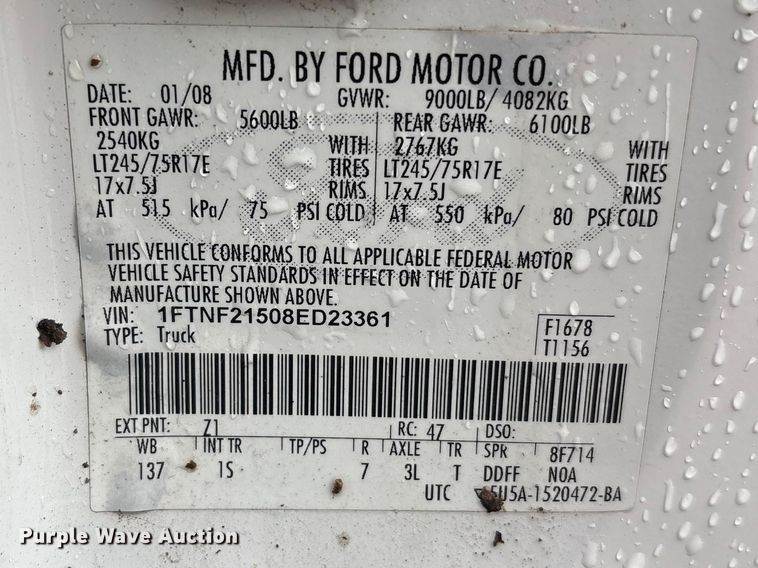 MFD. BY FORD MOTOR CO.
DATE: 01/08 GVWR: 9000LB/ 4082KG
FRONT GAWR: 5600LB REAR GAWR: 6100LB
2540KG WITH 2767KG WITH
LT245/75R17E TIRES LT245/75R17E TIRES
17x7.5J RIMS 17x7.5J RIMS
AT 515 kPa/ 75 PSI COLD AT 550 kPa/ 80 PSI COLD
THIS VEHICLE CONFORMS TO ALL APPLICABLE FEDERAL MOTOR
VEHICLE SAFETY STANDARDS IN EFFECT ON THE DATE OF
MANUFACTURE SHOWN ABOVE.
VIN: 1FTNF21508ED23361 F1678
TYPE: Truck T1156
EXT PNT: Z1 RC: 47 DSO:
WB INT TR TP/PS R AXLE TR SPR 8F714
137 1S 7 3L T DDFF N0A
UTC 5U5A-1520472-BA
Purple Wave Auction